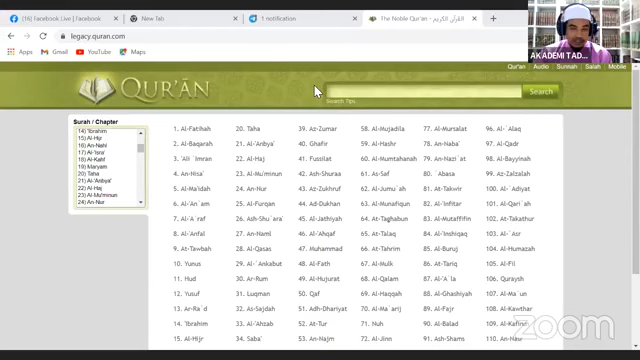 (16) Facebook Live | Facebook
New Tab
1 notification
The Noble Qur'an - القرآن الكريم
legacy.quran.com
Apps
Gmail
YouTube
Maps
AKADEMI TAD...
Qur'an Audio Sunnah Salah Mobile
QUR'ĀN
Search
Search Tips
Surah / Chapter
14) 'Ibrahim
15) Al-Hijr
16) An-Nahl
17) Al-'Isra'
18) Al-Kahf
19) Maryam
20) Taha
21) Al-'Anbya'
22) Al-Haj
23) Al-Mu'minun
24) An-Nur
1. Al-Fatihah
2. Al-Baqarah
3. 'Ali `Imran
4. An-Nisa'
5. Al-Ma'idah
6. Al-'An`am
7. Al-'A`raf
8. Al-'Anfal
9. At-Tawbah
10. Yunus
11. Hud
12. Yusuf
13. Ar-Ra`d
14. 'Ibrahim
15. Al-Hijr
20. Taha
21. Al-'Anbya'
22. Al-Haj
23. Al-Mu'minun
24. An-Nur
25. Al-Furqan
26. Ash-Shu`ara'
27. An-Naml
28. Al-Qasas
29. Al-`Ankabut
30. Ar-Rum
31. Luqman
32. As-Sajdah
33. Al-'Ahzab
34. Saba'
39. Az-Zumar
40. Ghafir
41. Fussilat
42. Ash-Shuraa
43. Az-Zukhruf
44. Ad-Dukhan
45. Al-Jathiyah
46. Al-'Ahqaf
47. Muhammad
48. Al-Fath
49. Al-Hujurat
50. Qaf
51. Adh-Dhariyat
52. At-Tur
53. An-Najm
58. Al-Mujadila
59. Al-Hashr
60. Al-Mumtahanah
61. As-Saf
62. Al-Jumu`ah
63. Al-Munafiqun
64. At-Taghabun
65. At-Talaq
66. At-Tahrim
67. Al-Mulk
68. Al-Qalam
69. Al-Haqqah
70. Al-Ma`arij
71. Nuh
72. Al-Jinn
77. Al-Mursalat
78. An-Naba'
79. An-Nazi`at
80. `Abasa
81. At-Takwir
82. Al-'Infitar
83. Al-Mutaffifin
84. Al-'Inshiqaq
85. Al-Buruj
86. At-Tariq
87. Al-'A`la
88. Al-Ghashiyah
89. Al-Fajr
90. Al-Balad
91. Ash-Shams
96. Al-`Alaq
97. Al-Qadr
98. Al-Bayyinah
99. Az-Zalzalah
100. Al-`Adiyat
101. Al-Qari`ah
102. At-Takathur
103. Al-`Asr
104. Al-Humazah
105. Al-Fil
106. Quraysh
107. Al-Ma`un
108. Al-Kawthar
109. Al-Kafirun
110. An-Nasr
zoom